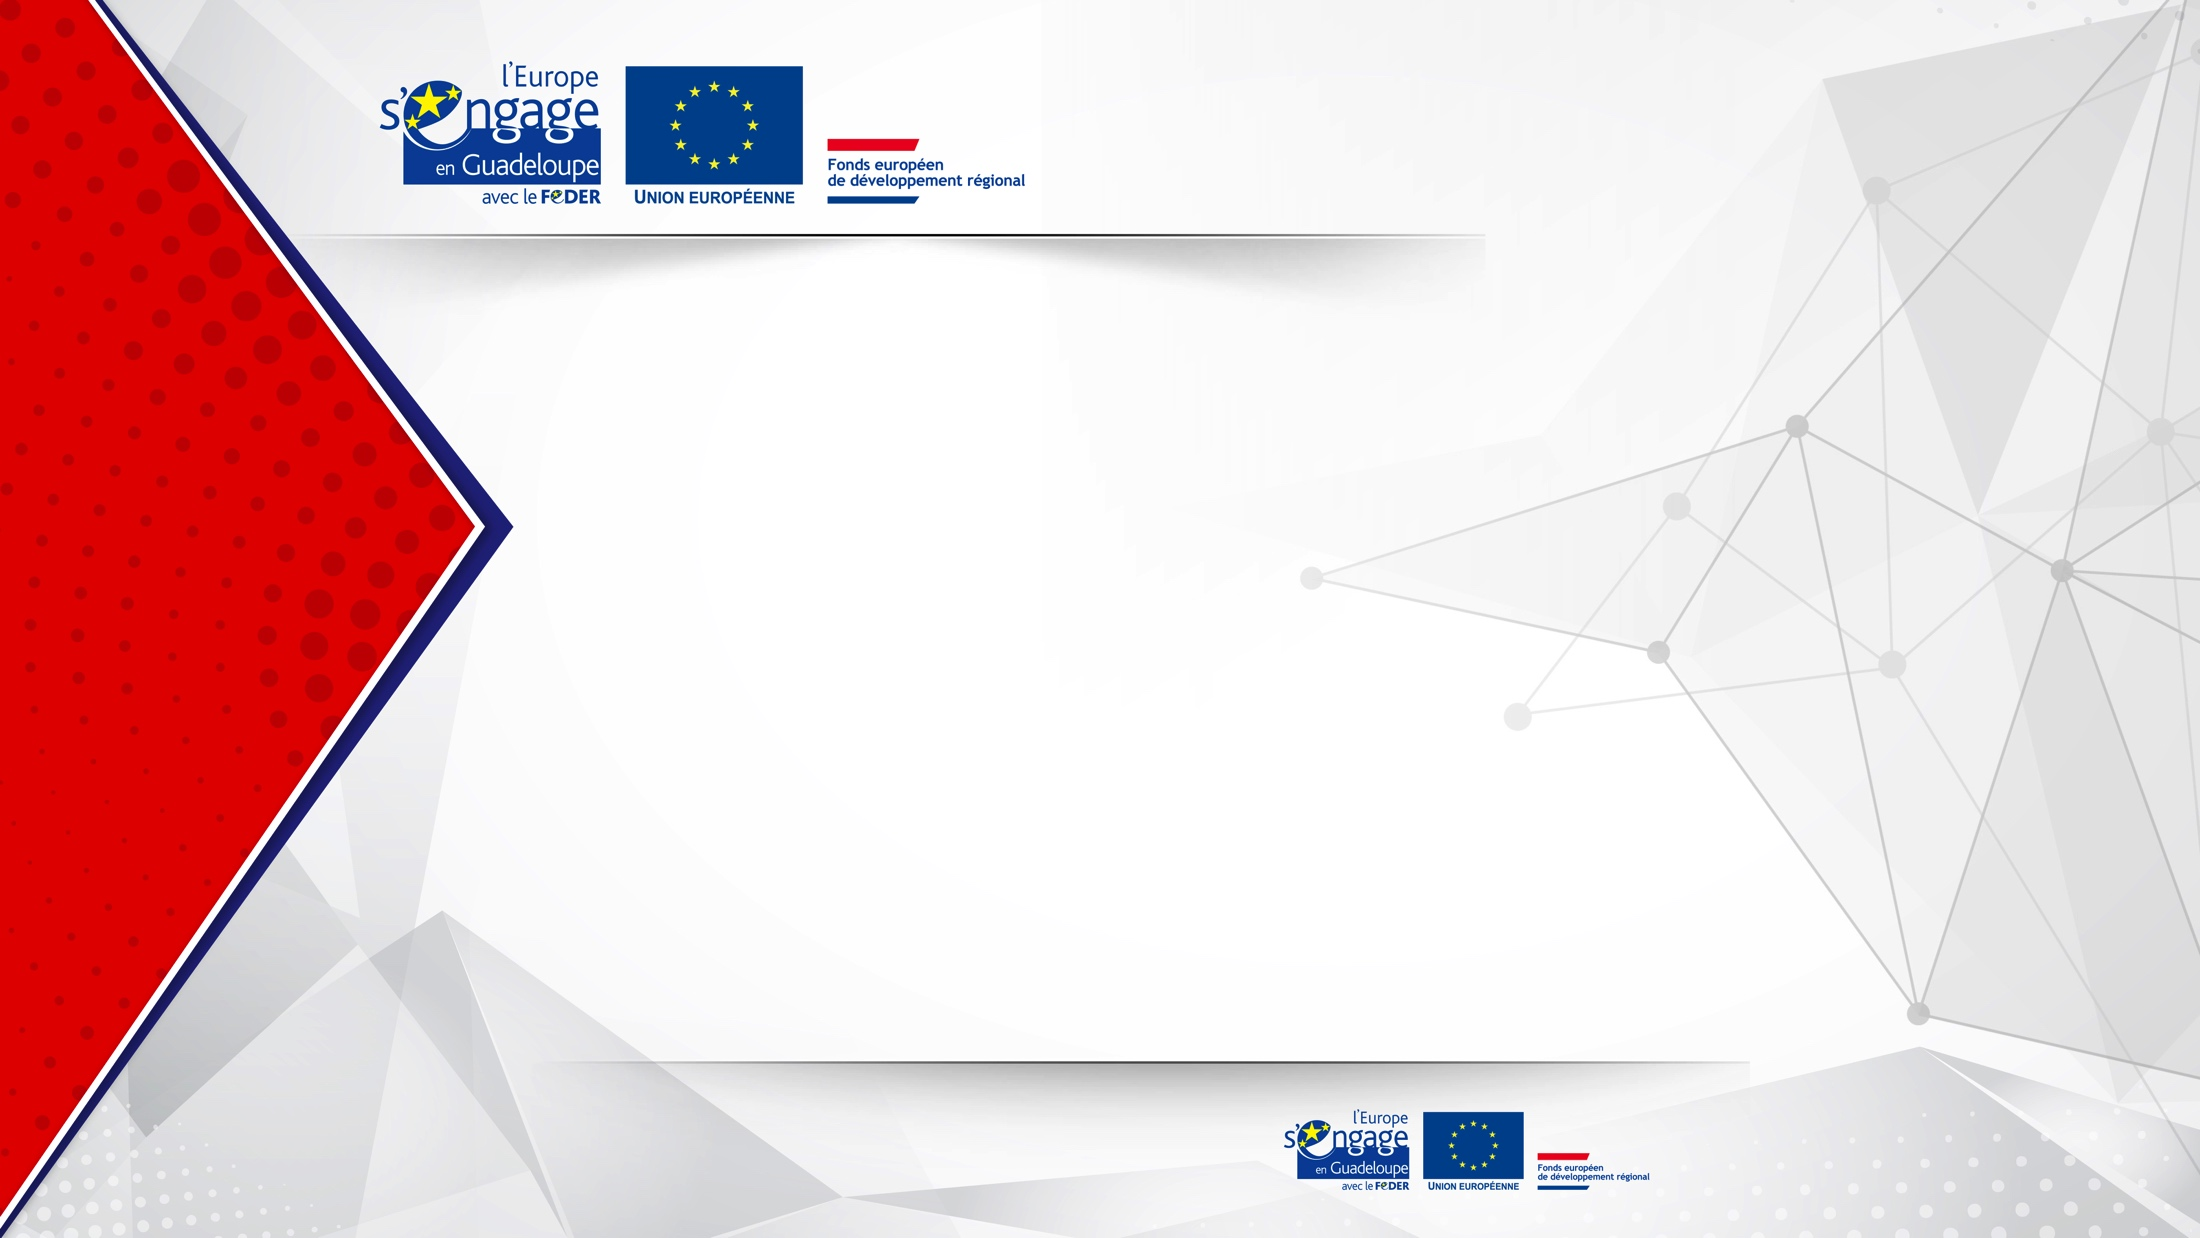 l'Europe
s'engage
en Guadeloupe
avec le FEDER
UNION EUROPÉENNE
Fonds européen
de développement régional
l'Europe
s'engage
en Guadeloupe
avec le FEDER
UNION EUROPÉENNE
Fonds européen
de développement régional